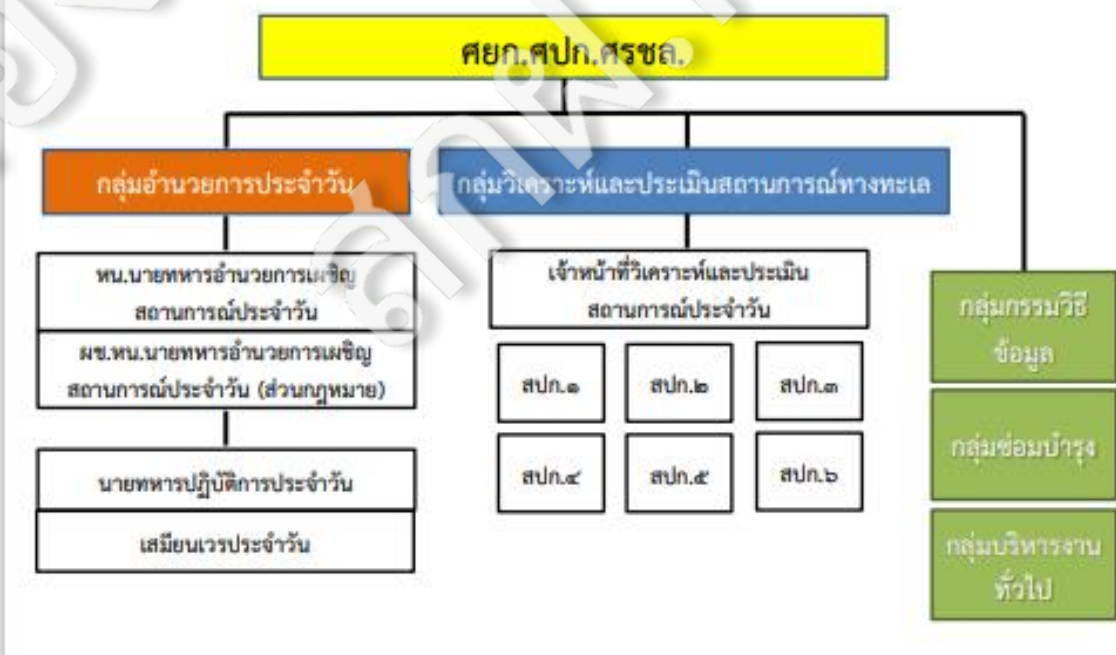 ศยก.ศปก.ศรชล.
กลุ่มอำนวยการประจำวัน
กลุ่มวิเคราะห์และประเมินสถานการณ์ทางทะเล
หน.นายทหารอำนวยการเผชิญ
สถานการณ์ประจำวัน
ผช.หน.นายทหารอำนวยการเผชิญ
สถานการณ์ประจำวัน (ส่วนกฎหมาย)
นายทหารปฏิบัติการประจำวัน
เสมียนเวรประจำวัน
เจ้าหน้าที่วิเคราะห์และประเมิน
สถานการณ์ประจำวัน
สปก.๑
สปก.๒
สปก.๓
สปก.๔
สปก.๕
สปก.๖
กลุ่มกรรมวิธี
ข้อมูล
กลุ่มซ่อมบำรุง
กลุ่มบริหารงาน
ทั่วไป